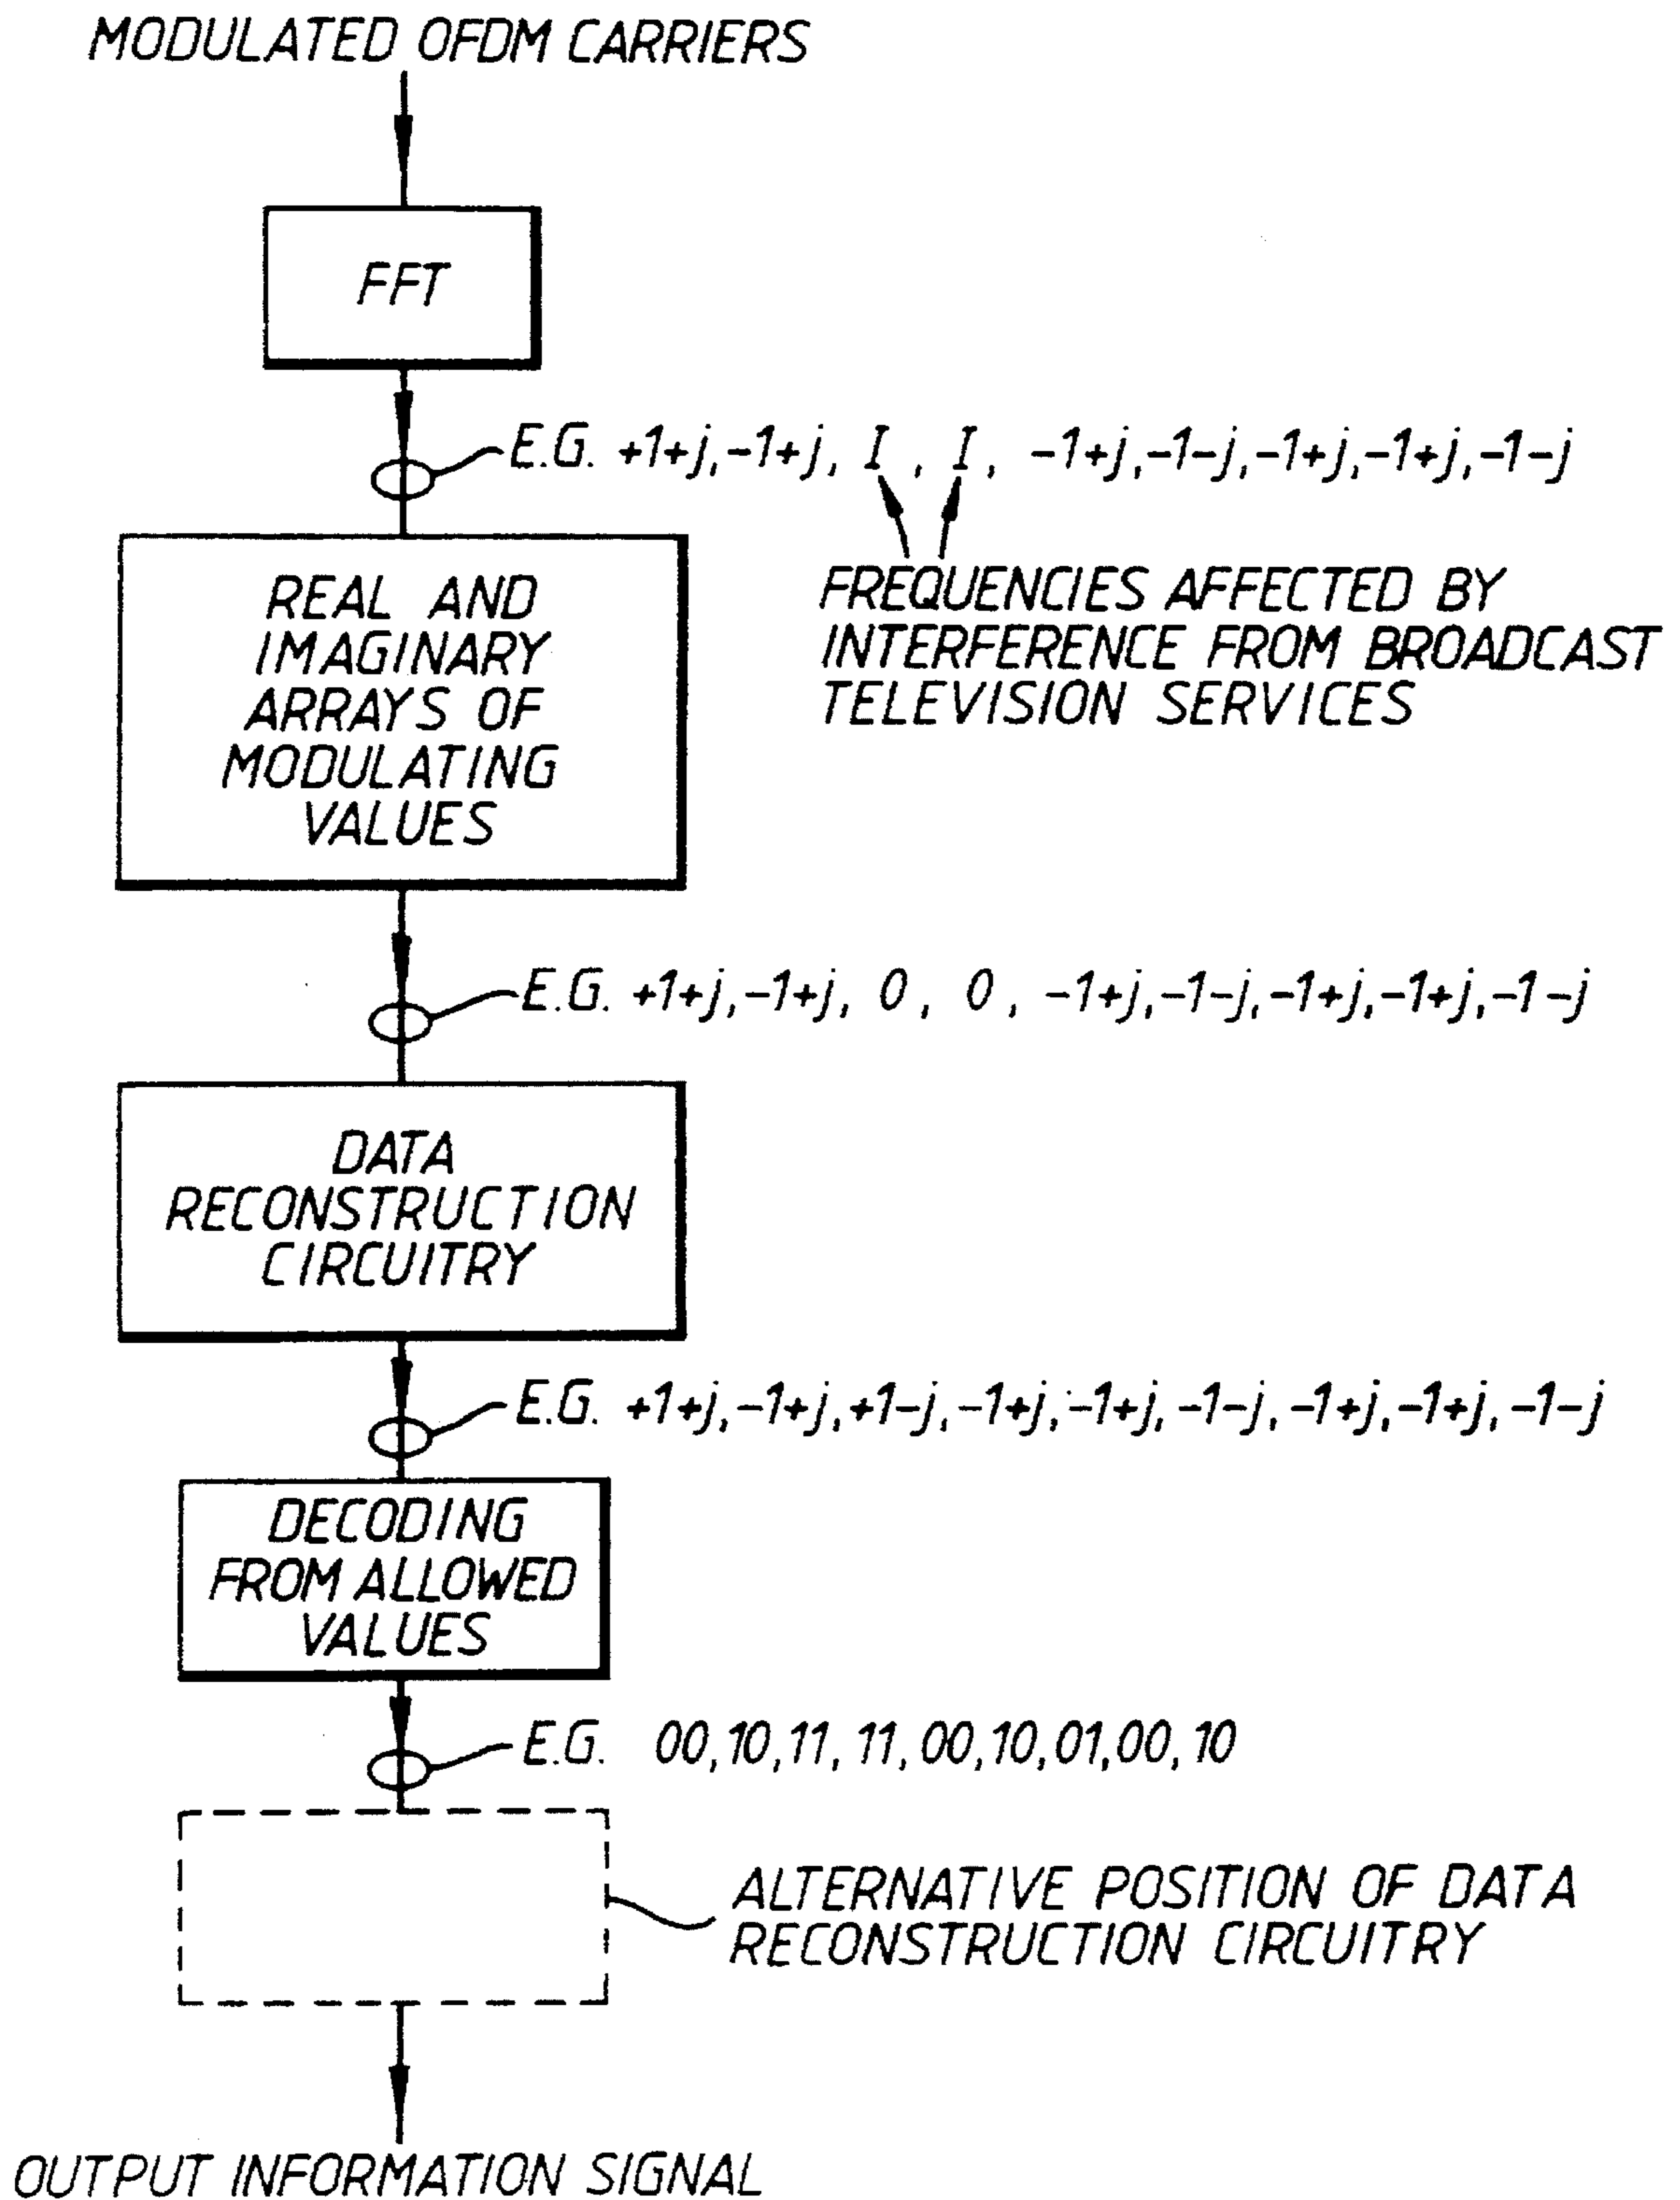 MODULATED OFDM CARRIERS
FFT
E.G. +1+j,-1+j, I , I, -1+j,-1-j,-1+j,-1+j,-1-j
FREQUENCIES AFFECTED BY
INTERFERENCE FROM BROADCAST
TELEVISION SERVICES
REAL AND
IMAGINARY
ARRAYS OF
MODULATING
VALUES
E.G. +1+j,-1+j, 0 , 0 , -1+j,-1-j,-1+j,-1+j,-1-j
DATA
RECONSTRUCTION
CIRCUITRY
E.G. +1+j,-1+j,+1-j,-1+j,-1+j,-1-j,-1+j,-1+j,-1-j
DECODING
FROM ALLOWED
VALUES
E.G. 00,10,11,11,00,10,01,00,10
ALTERNATIVE POSITION OF DATA
RECONSTRUCTION CIRCUITRY
OUTPUT INFORMATION SIGNAL